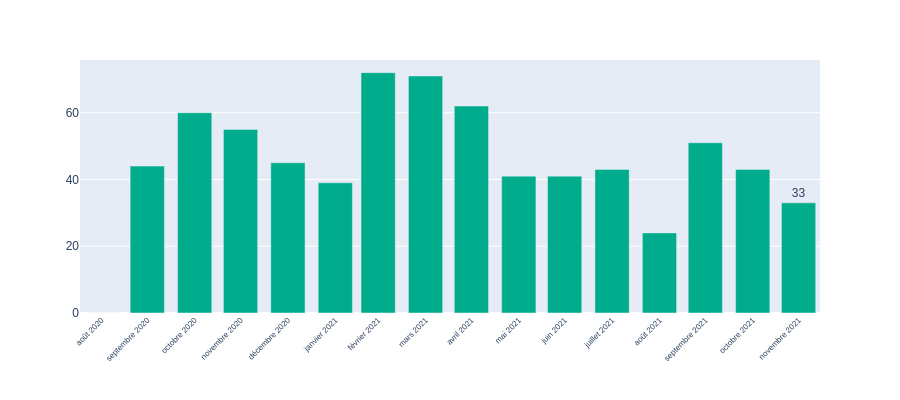 60
40
20
0
33
août 2020
septembre 2020
octobre 2020
novembre 2020
décembre 2020
janvier 2021
février 2021
mars 2021
avril 2021
mai 2021
juin 2021
juillet 2021
août 2021
septembre 2021
octobre 2021
novembre 2021